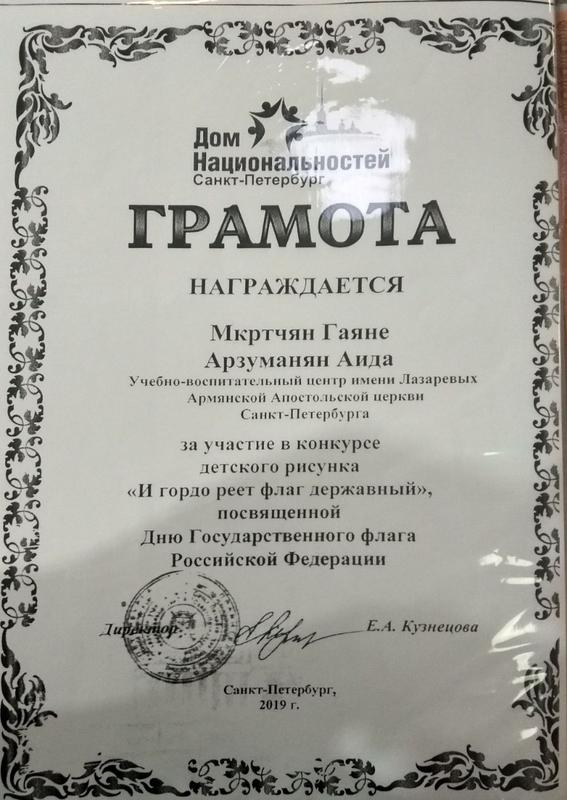 Дом
Национальностей
Санкт-Петербург
ГРАМОТА
НАГРАЖДАЕТСЯ
Мкртчян Гаяне
Арзуманян Аида
Учебно-воспитательный центр имени Лазаревых
Армянской Апостольской церкви
Санкт-Петербурга
за участие в конкурсе
детского рисунка
«И гордо реет флаг державный»,
посвященной
Дню Государственного флага
Российской Федерации
Директор Е.А. Кузнецова
Санкт-Петербург,
2019 г.